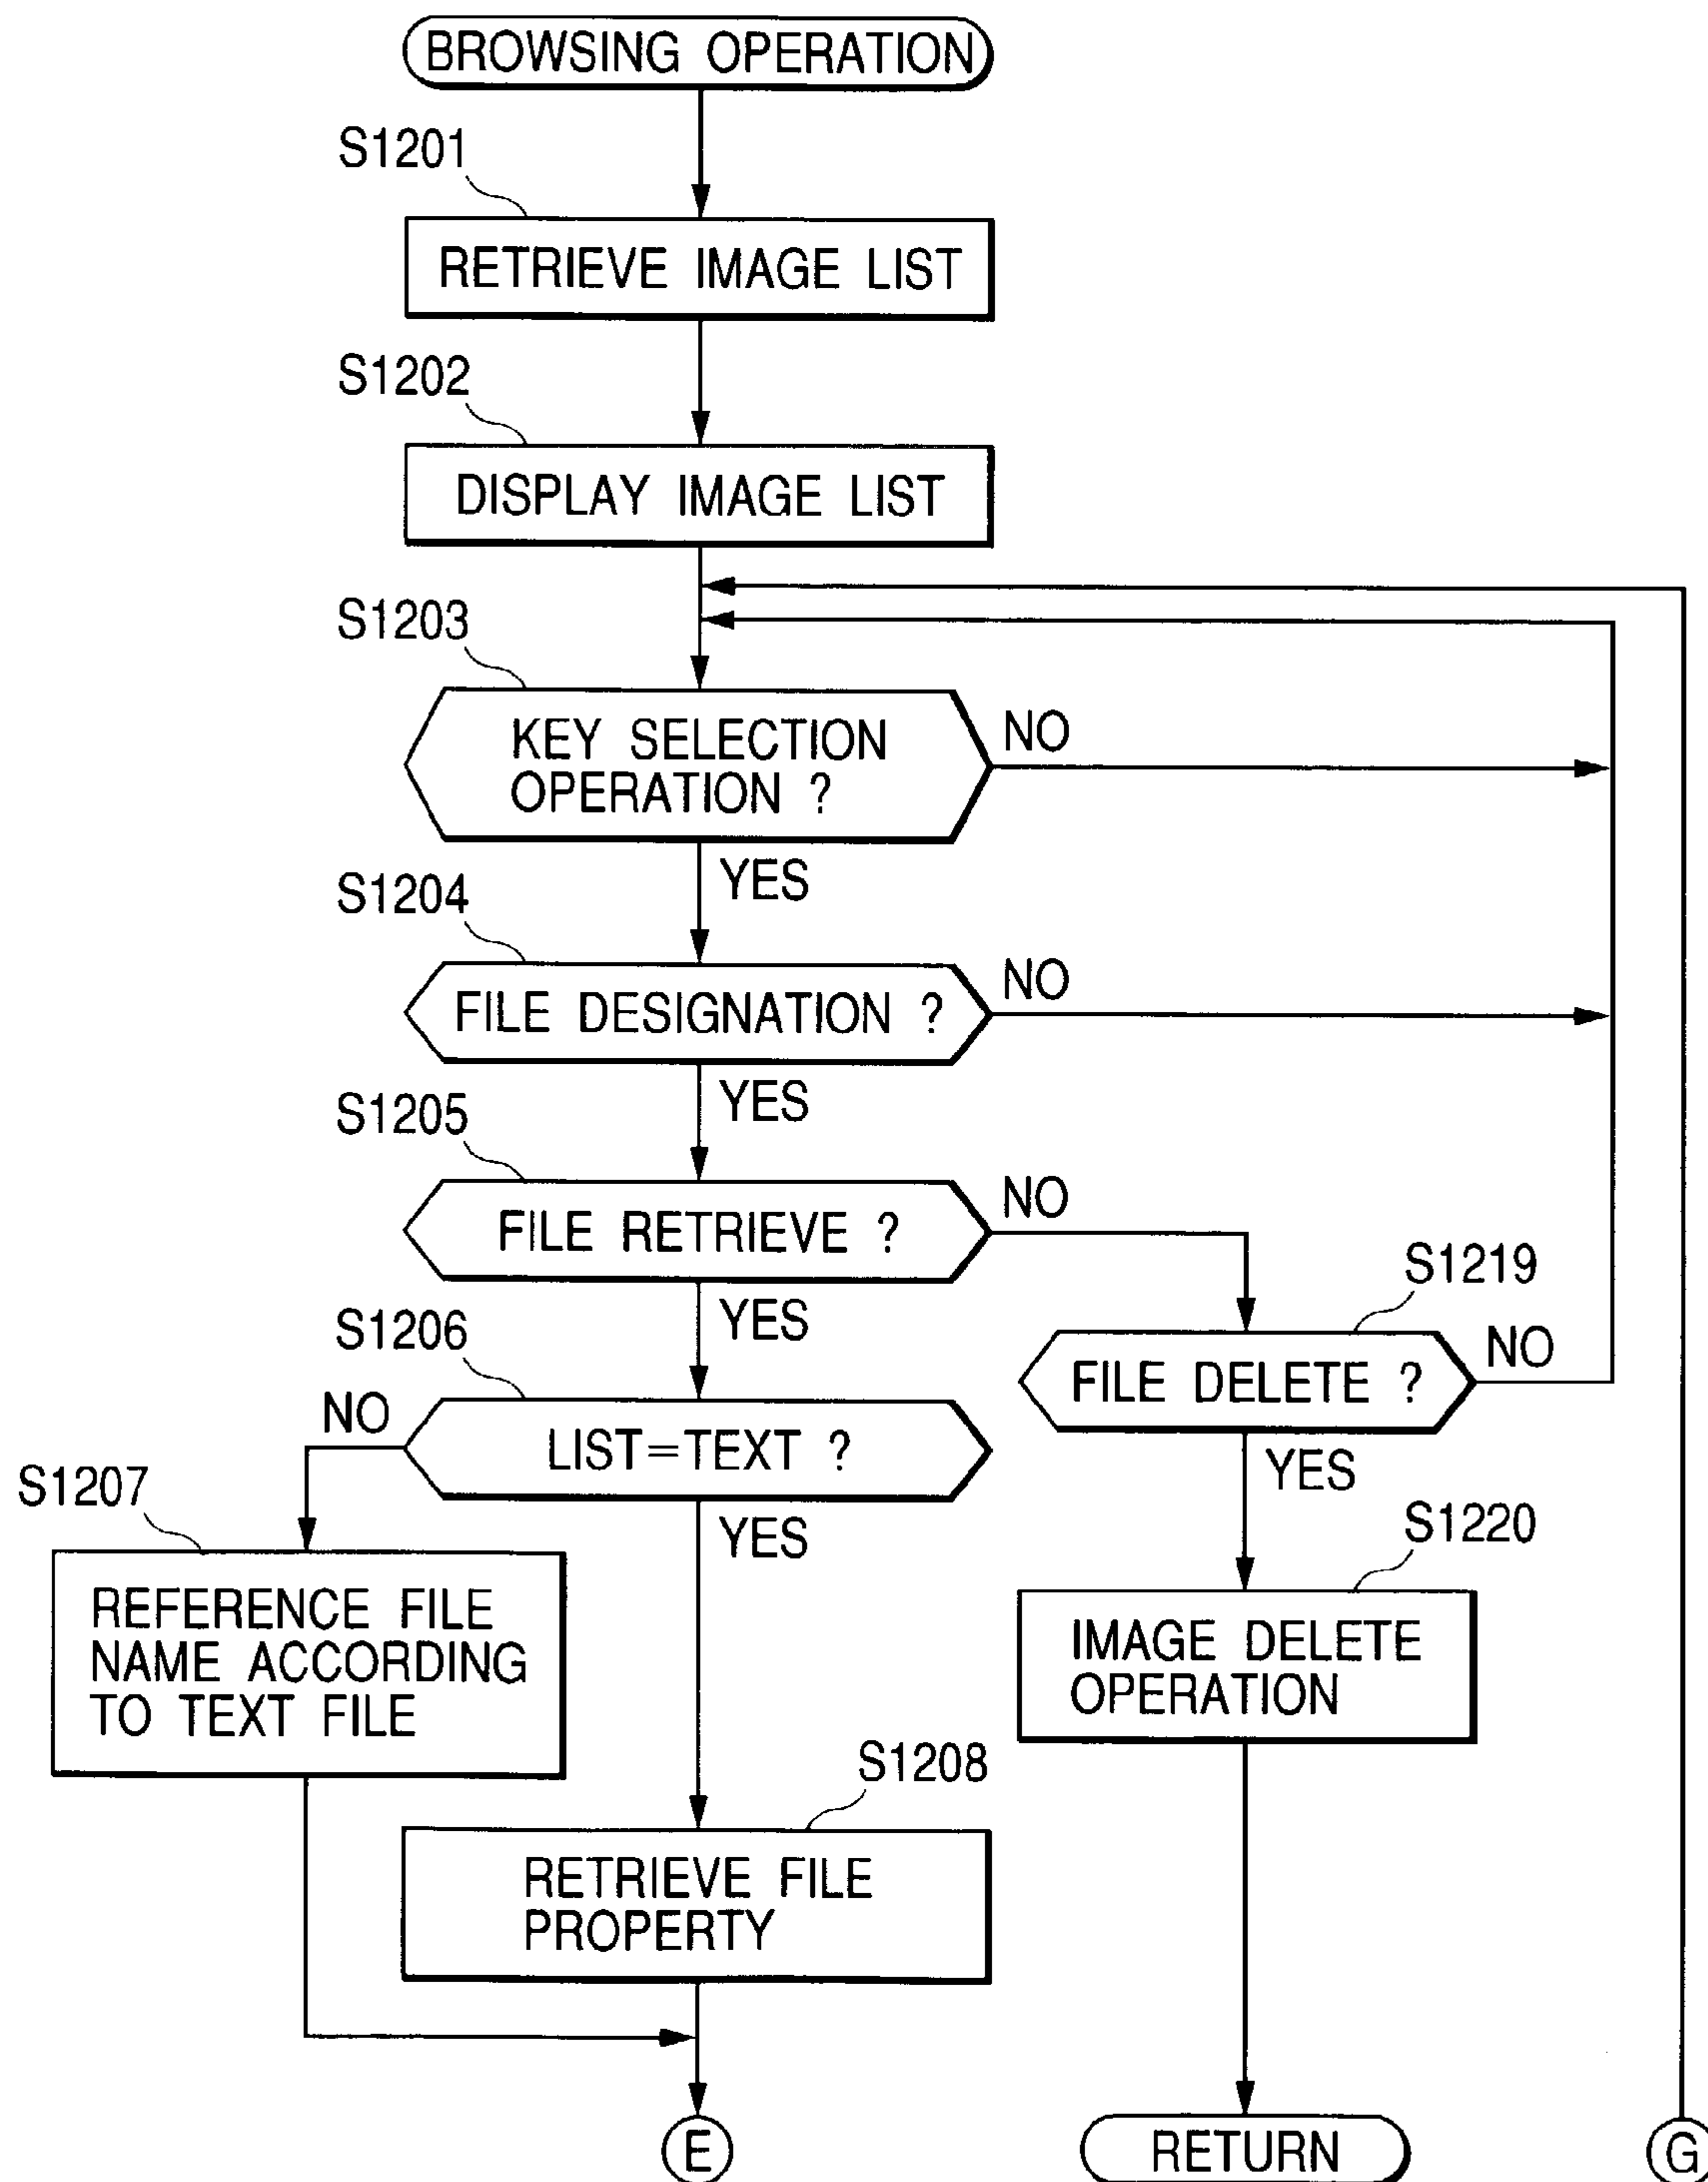 BROWSING OPERATION
S1201
RETRIEVE IMAGE LIST
S1202
DISPLAY IMAGE LIST
S1203
KEY SELECTION
OPERATION ?
NO
YES
S1204
FILE DESIGNATION ?
NO
YES
S1205
FILE RETRIEVE ?
NO
YES
S1219
FILE DELETE ?
NO
YES
S1206
LIST=TEXT ?
NO
YES
S1207
REFERENCE FILE
NAME ACCORDING
TO TEXT FILE
S1220
IMAGE DELETE
OPERATION
S1208
RETRIEVE FILE
PROPERTY
E
RETURN
G